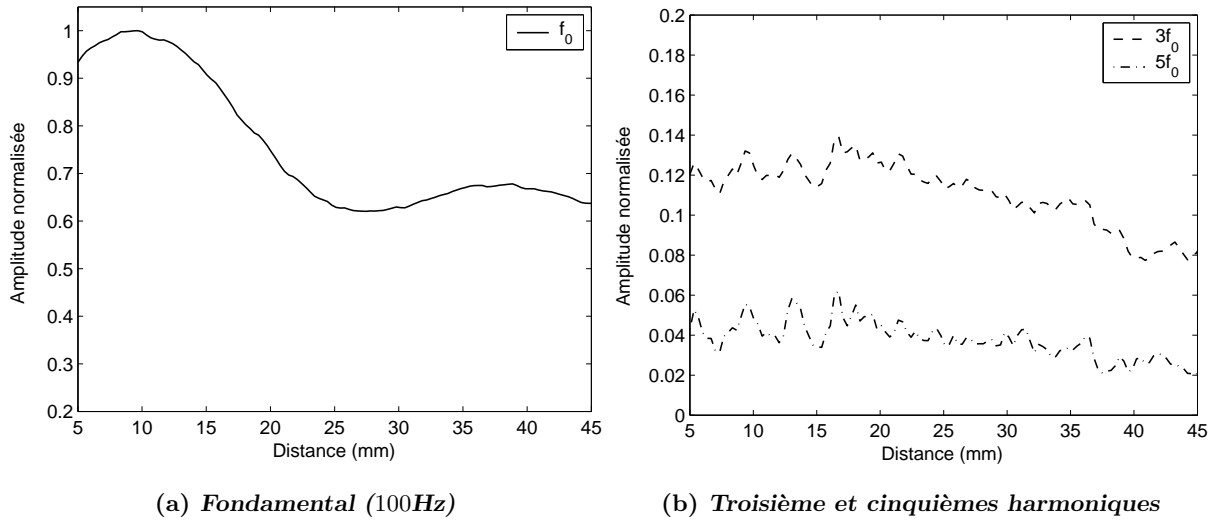 1
0.9
0.8
0.7
0.6
0.5
0.4
0.3
0.2
5 10 15 20 25 30 35 40 45
Distance (mm)
Amplitude normalisée
f_0
(a) Fondamental (100Hz)
0.2
0.18
0.16
0.14
0.12
0.1
0.08
0.06
0.04
0.02
0
5 10 15 20 25 30 35 40 45
Distance (mm)
Amplitude normalisée
3f_0
5f_0
(b) Troisième et cinquièmes harmoniques